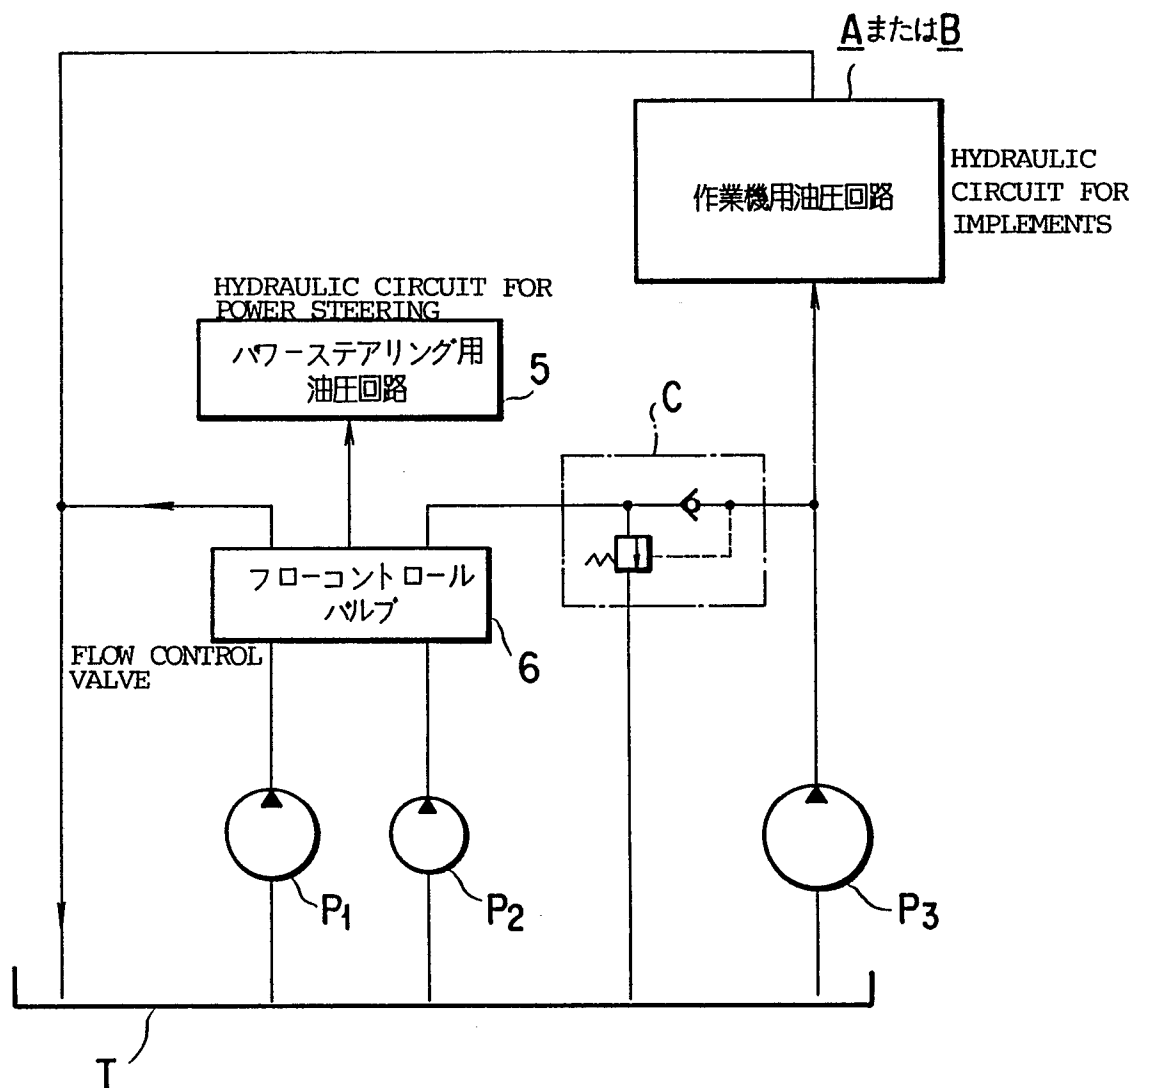 AまたはB
作業機用油圧回路
HYDRAULIC
CIRCUIT FOR
IMPLEMENTS
HYDRAULIC CIRCUIT FOR
POWER STEERING
パワーステアリング用
油圧回路
5
C
フローコントロール
バルブ
6
FLOW CONTROL
VALVE
P1
P2
P3
T